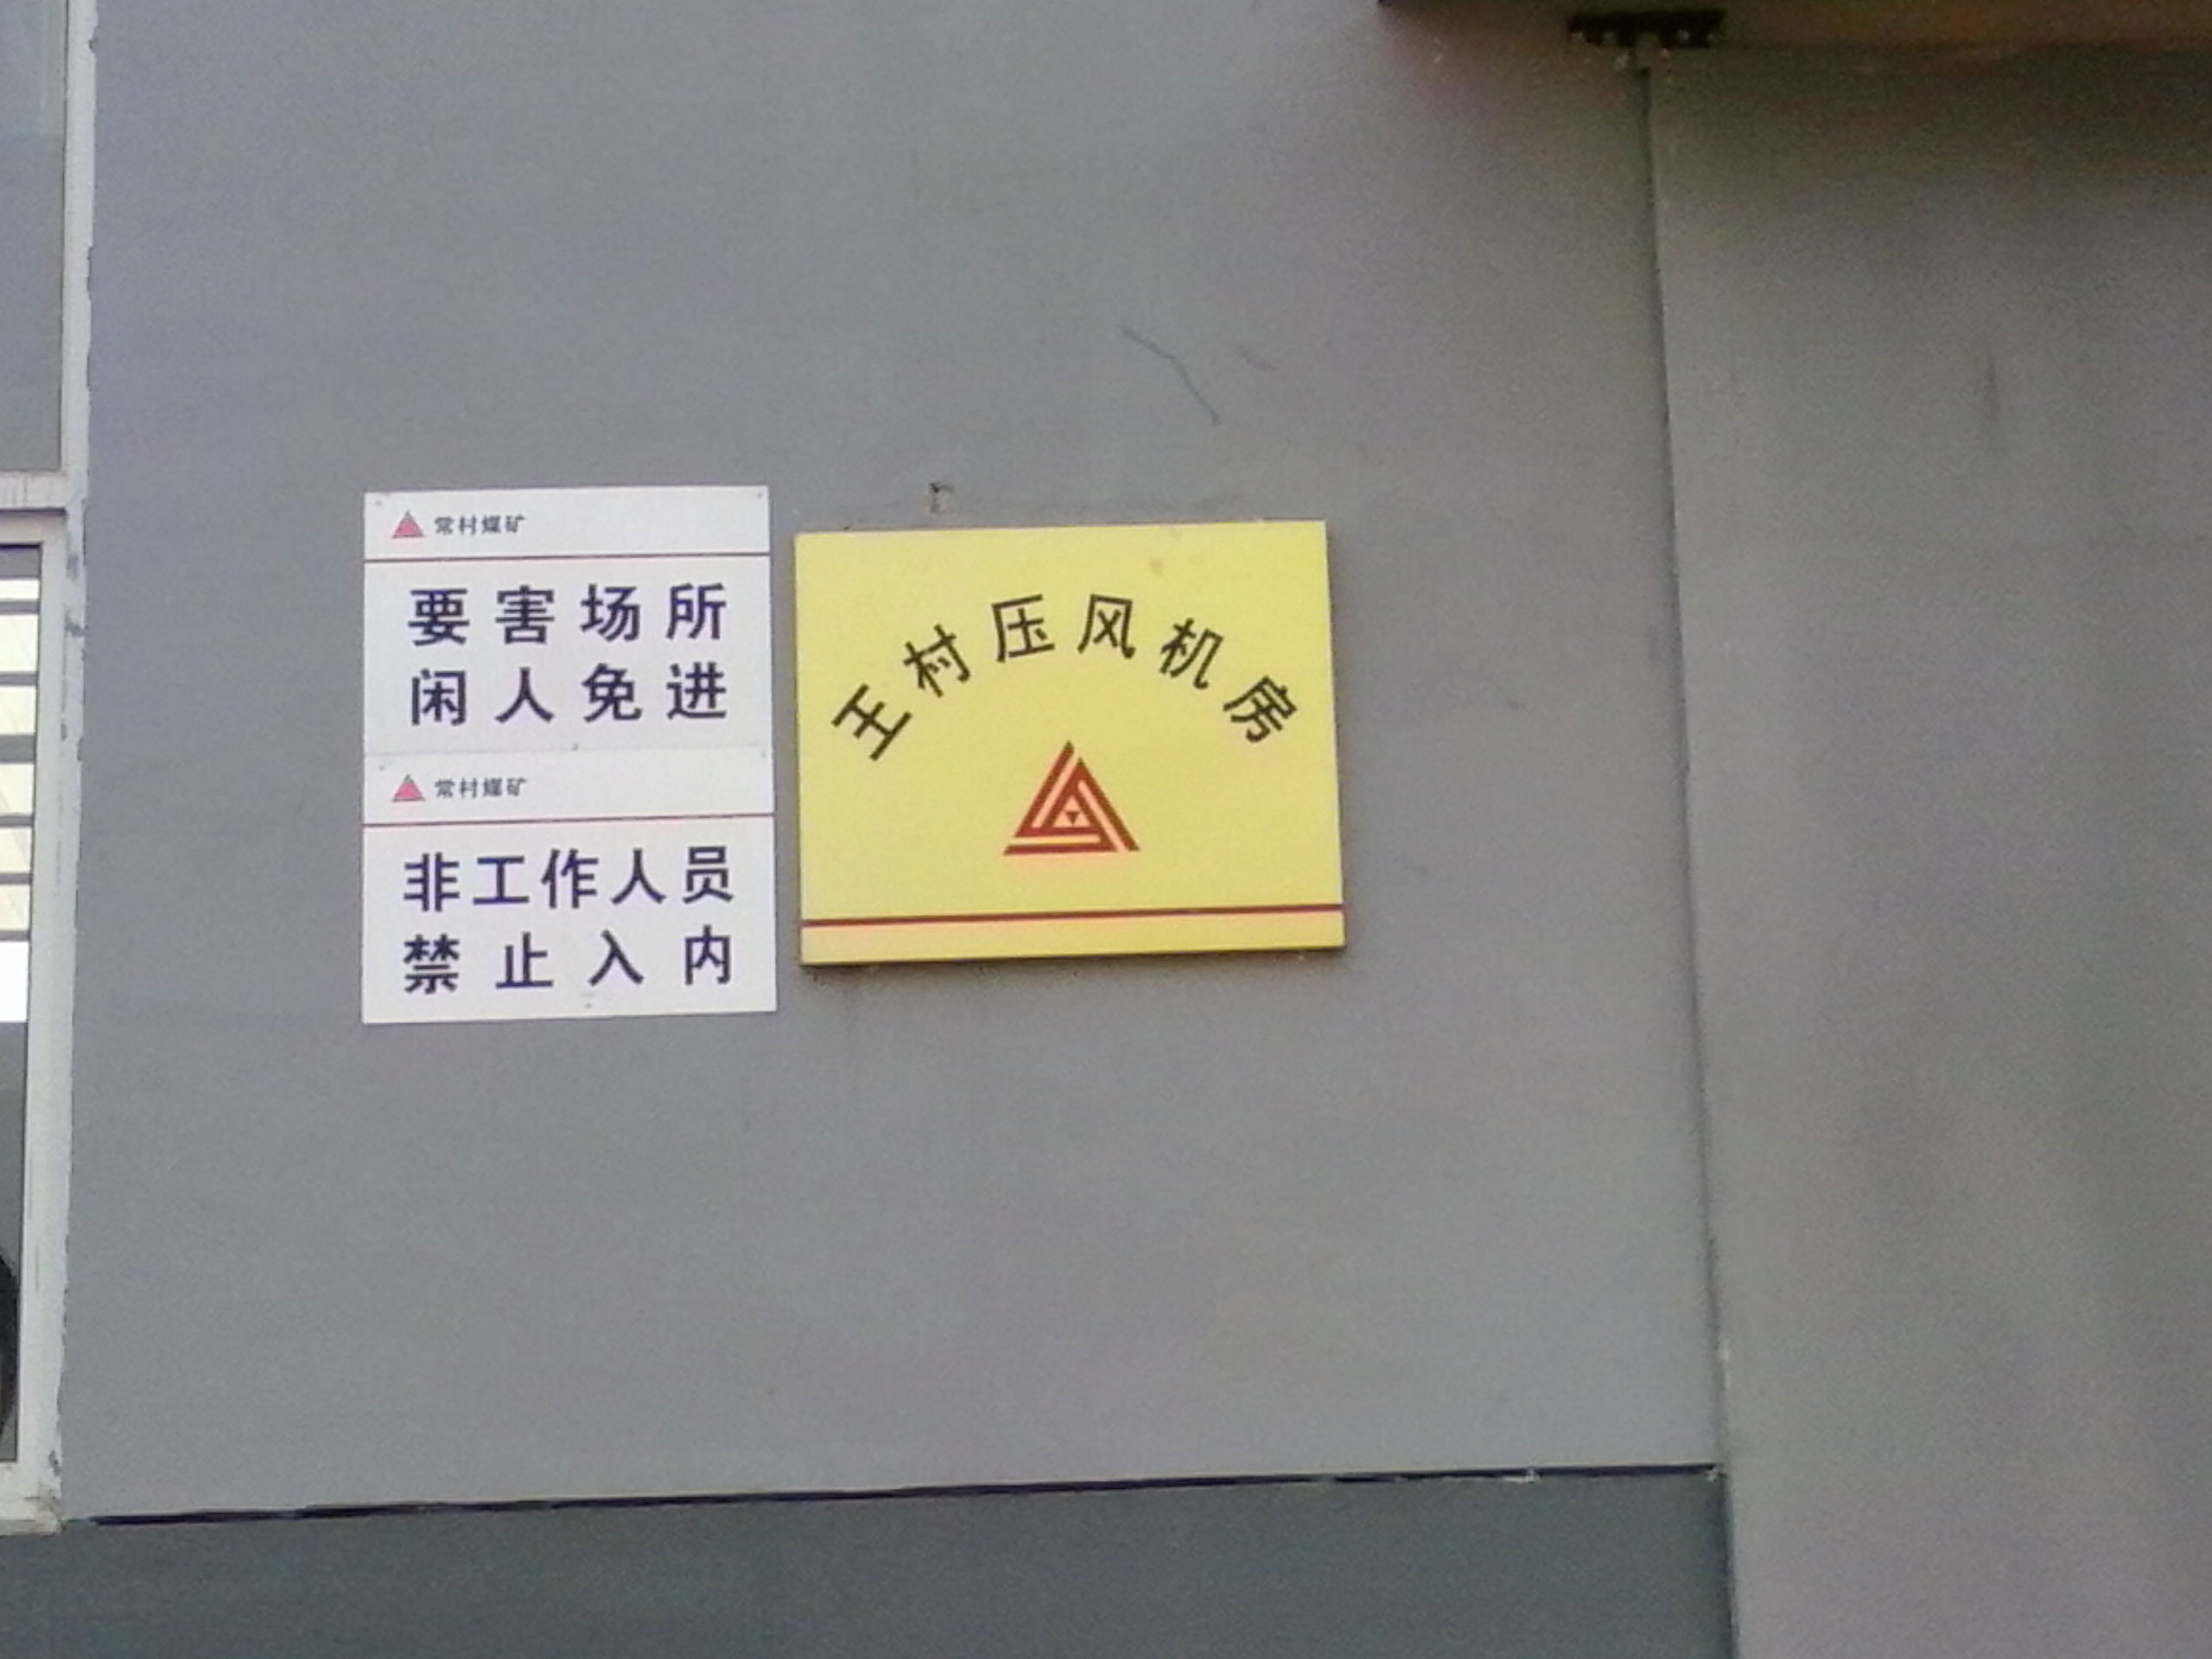 常村煤矿
要害场所
闲人免进
常村煤矿
非工作人员
禁止入内
王村压风机房